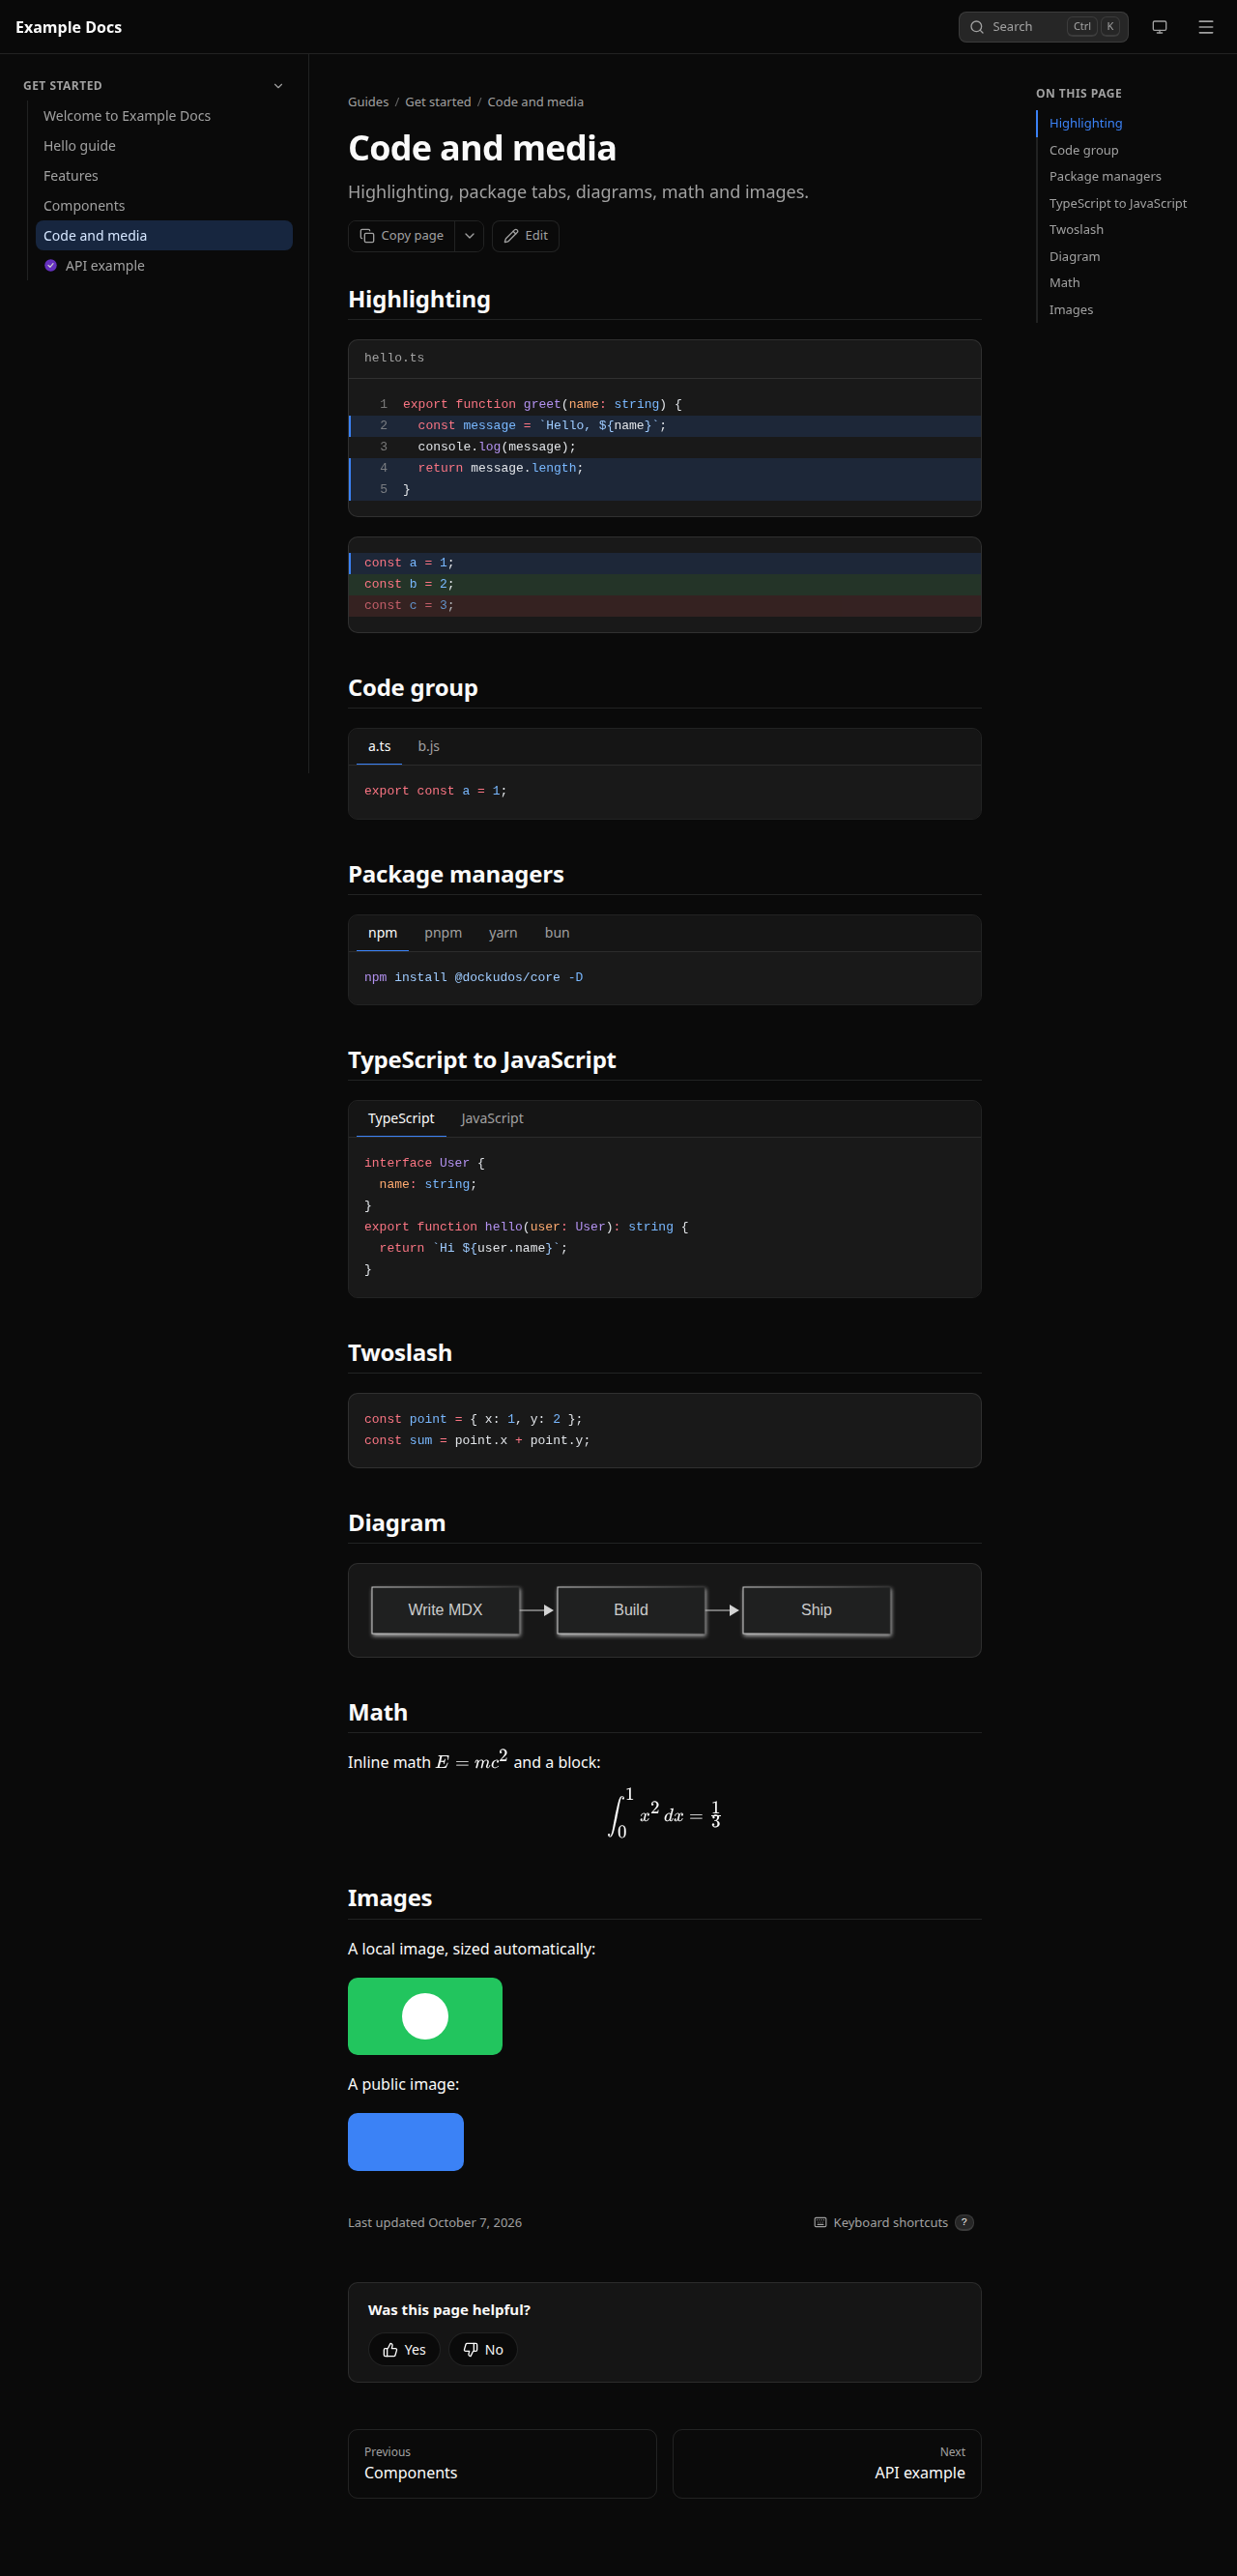 Example Docs
Search Ctrl K
GET STARTED
Welcome to Example Docs
Hello guide
Features
Components
Code and media
API example
Guides / Get started / Code and media
Code and media
Highlighting, package tabs, diagrams, math and images.
Copy page
Edit
Highlighting
hello.ts
1 export function greet(name: string) {
2   const message = `Hello, ${name}`;
3   console.log(message);
4   return message.length;
5 }
const a = 1;
const b = 2;
const c = 3;
Code group
a.ts b.js
export const a = 1;
Package managers
npm pnpm yarn bun
npm install @dockudos/core -D
TypeScript to JavaScript
TypeScript JavaScript
interface User {
  name: string;
}
export function hello(user: User): string {
  return `Hi ${user.name}`;
}
Twoslash
const point = { x: 1, y: 2 };
const sum = point.x + point.y;
Diagram
Write MDX Build Ship
Math
Inline math E = mc² and a block:
∫₀¹ x² dx = 1/3
Images
A local image, sized automatically:
A public image:
Last updated October 7, 2026
Keyboard shortcuts ?
Was this page helpful?
Yes No
Previous
Components
Next
API example
ON THIS PAGE
Highlighting
Code group
Package managers
TypeScript to JavaScript
Twoslash
Diagram
Math
Images